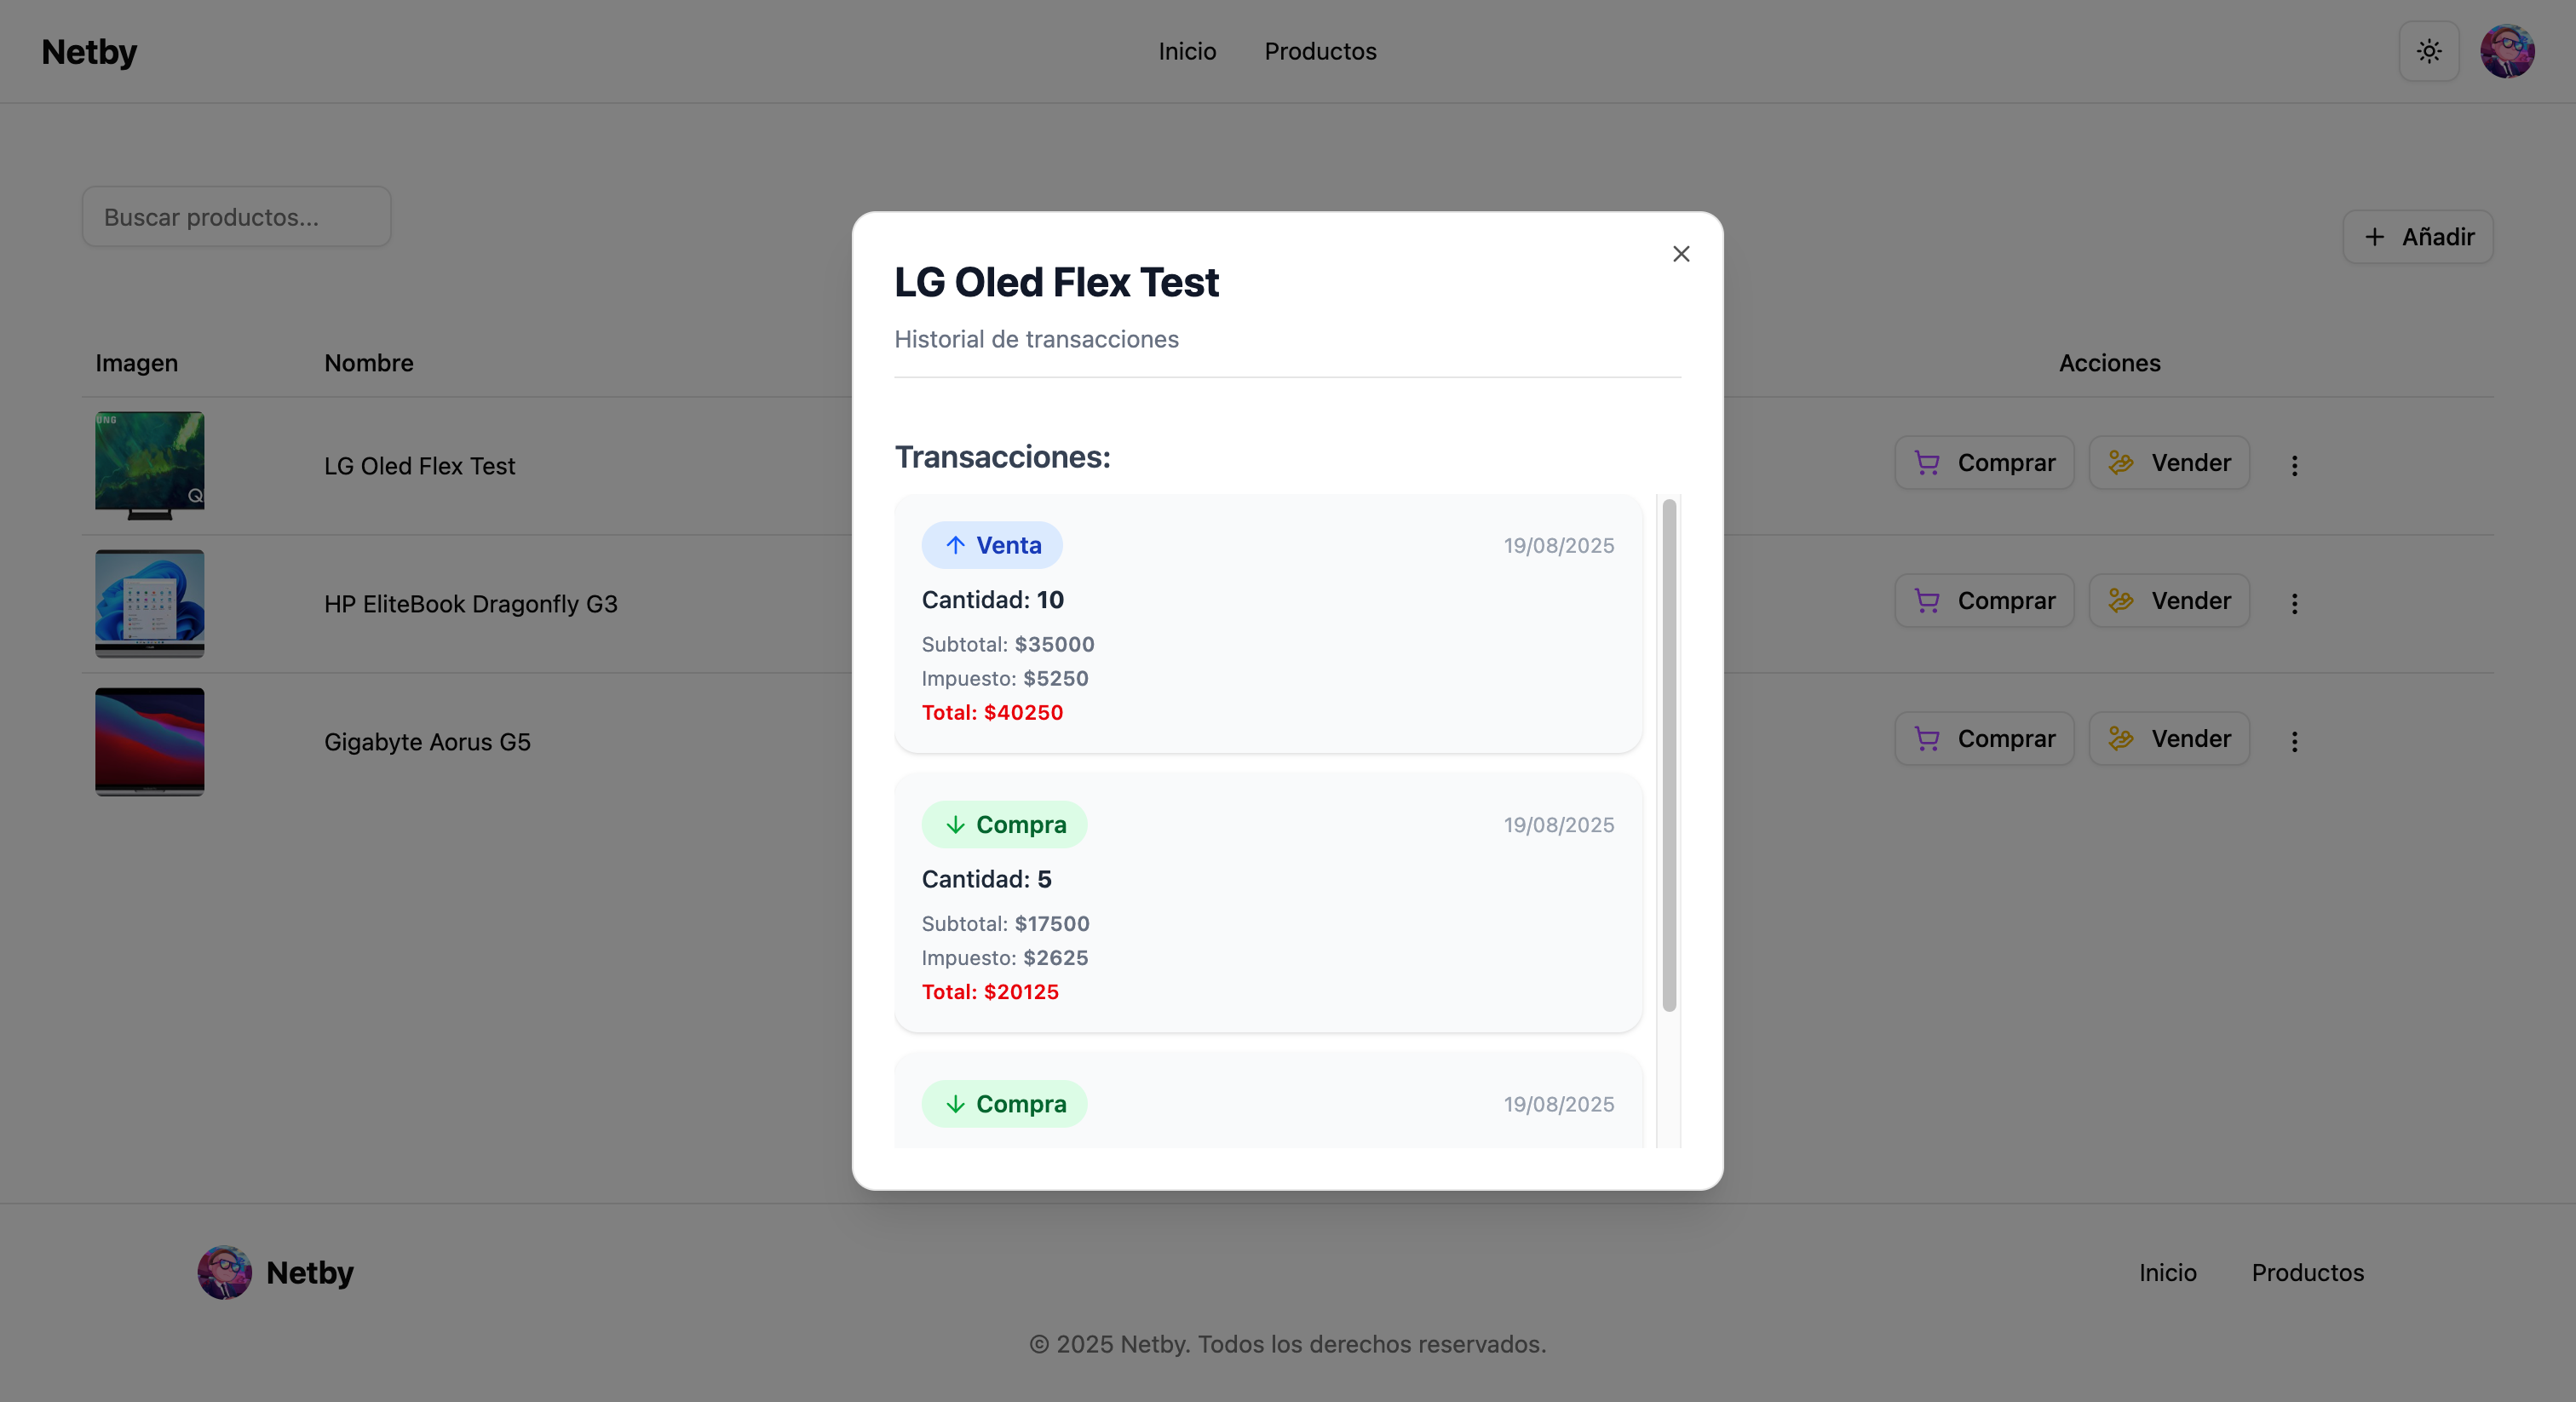 Netby
Inicio Productos
Buscar productos...
+ Añadir
Imagen Nombre Acciones
LG Oled Flex Test Comprar Vender
HP EliteBook Dragonfly G3 Comprar Vender
Gigabyte Aorus G5 Comprar Vender
LG Oled Flex Test
Historial de transacciones
Transacciones:
Venta 19/08/2025
Cantidad: 10
Subtotal: $35000
Impuesto: $5250
Total: $40250
Compra 19/08/2025
Cantidad: 5
Subtotal: $17500
Impuesto: $2625
Total: $20125
Compra 19/08/2025
Netby
Inicio Productos
© 2025 Netby. Todos los derechos reservados.